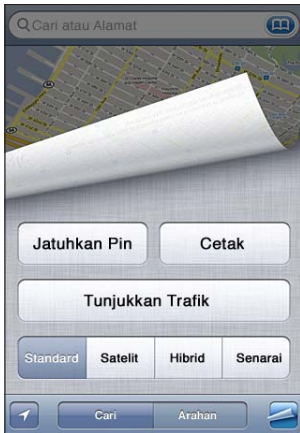 Cari atau Alamat
Jatuhkan Pin
Cetak
Tunjukkan Trafik
Standard
Satelit
Hibrid
Senarai
Cari
Arahan